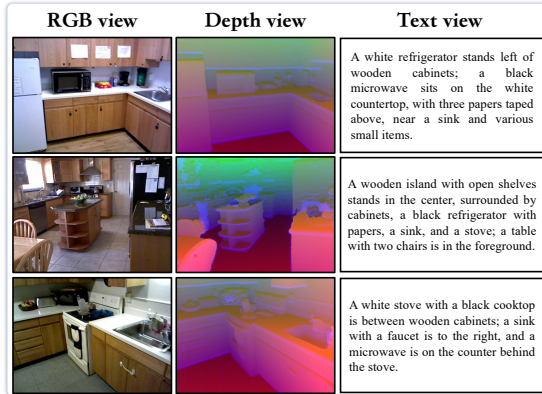 RGB view
Depth view
Text view
A white refrigerator stands left of
wooden cabinets; a black
microwave sits on the white
countertop, with three papers taped
above, near a sink and various
small items.
A wooden island with open shelves
stands in the center, surrounded by
cabinets, a black refrigerator with
papers, a sink, and a stove; a table
with two chairs is in the foreground.
A white stove with a black cooktop
is between wooden cabinets; a sink
with a faucet is to the right, and a
microwave is on the counter behind
the stove.